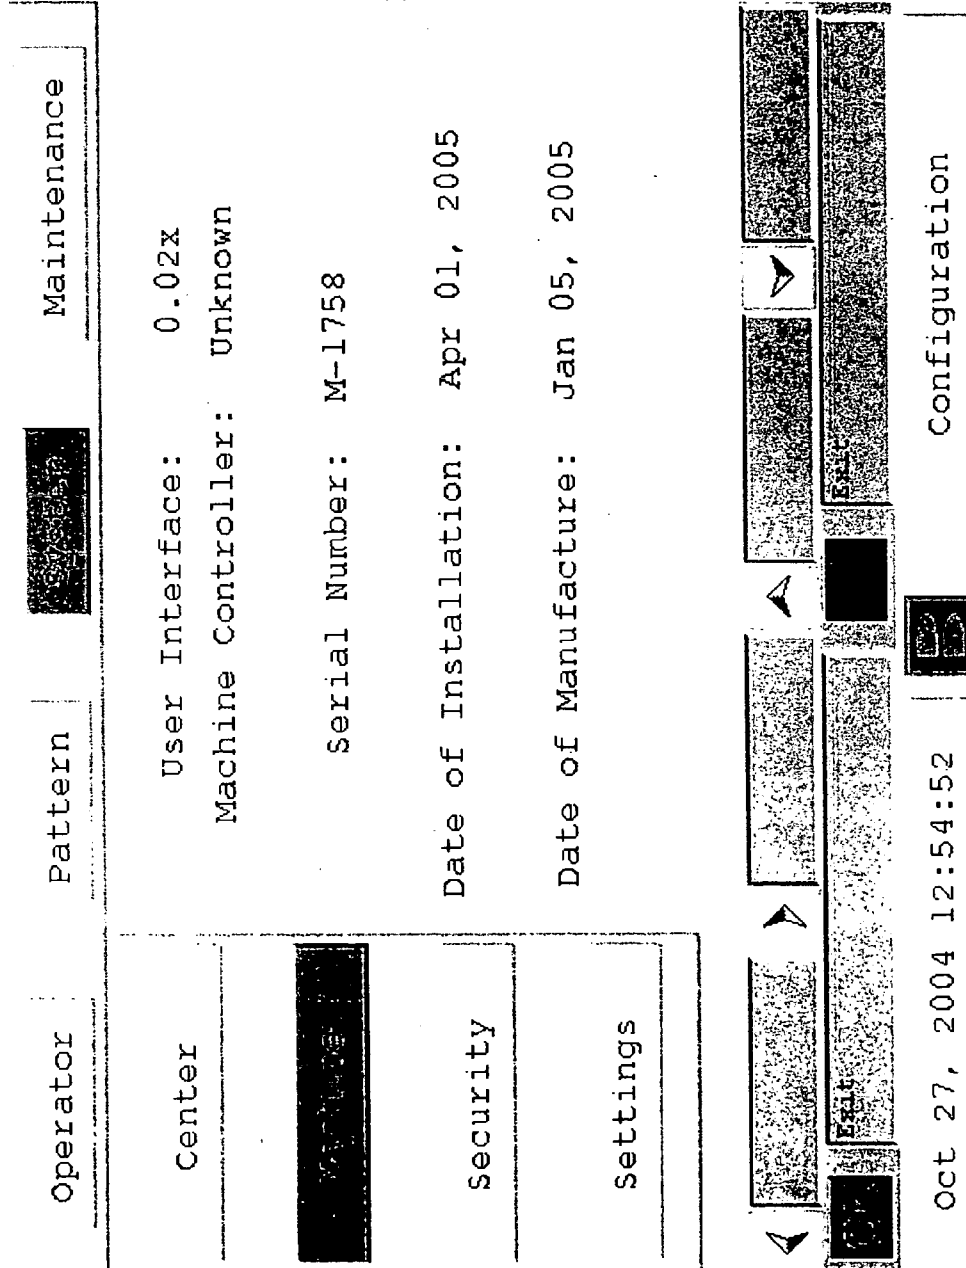 Operator
Pattern
Maintenance
Center
Security
Settings
User Interface: 0.02x
Machine Controller: Unknown
Serial Number: M-1758
Date of Installation: Apr 01, 2005
Date of Manufacture: Jan 05, 2005
Exit
Exit
Oct 27, 2004 12:54:52
Configuration